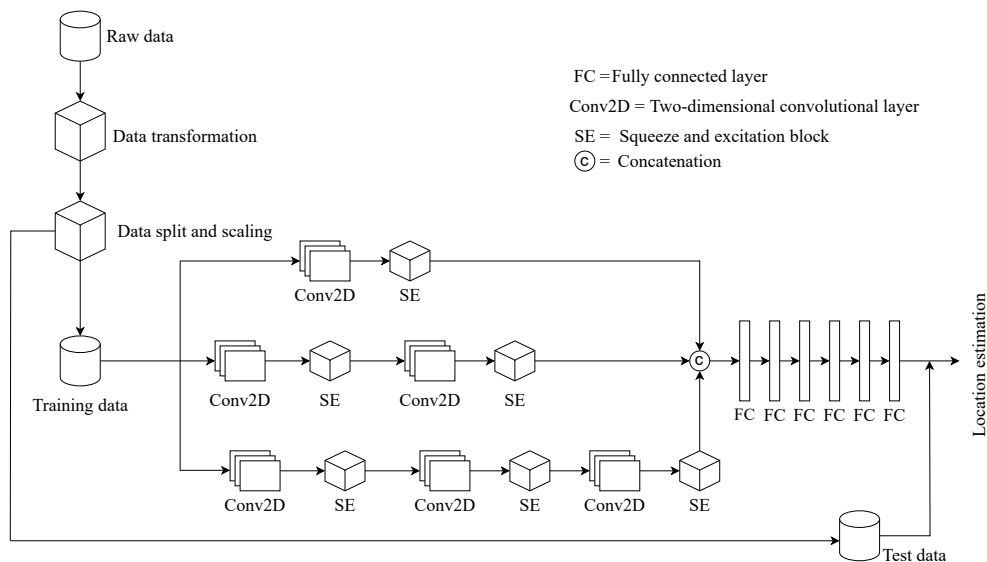 Raw data
FC =Fully connected layer
Conv2D = Two-dimensional convolutional layer
Data transformation
SE = Squeeze and excitation block
C = Concatenation
Data split and scaling
Conv2D SE
Location estimation
C
Training data
Conv2D SE Conv2D SE
FC FC FC FC FC FC
Conv2D SE Conv2D SE Conv2D SE
Test data